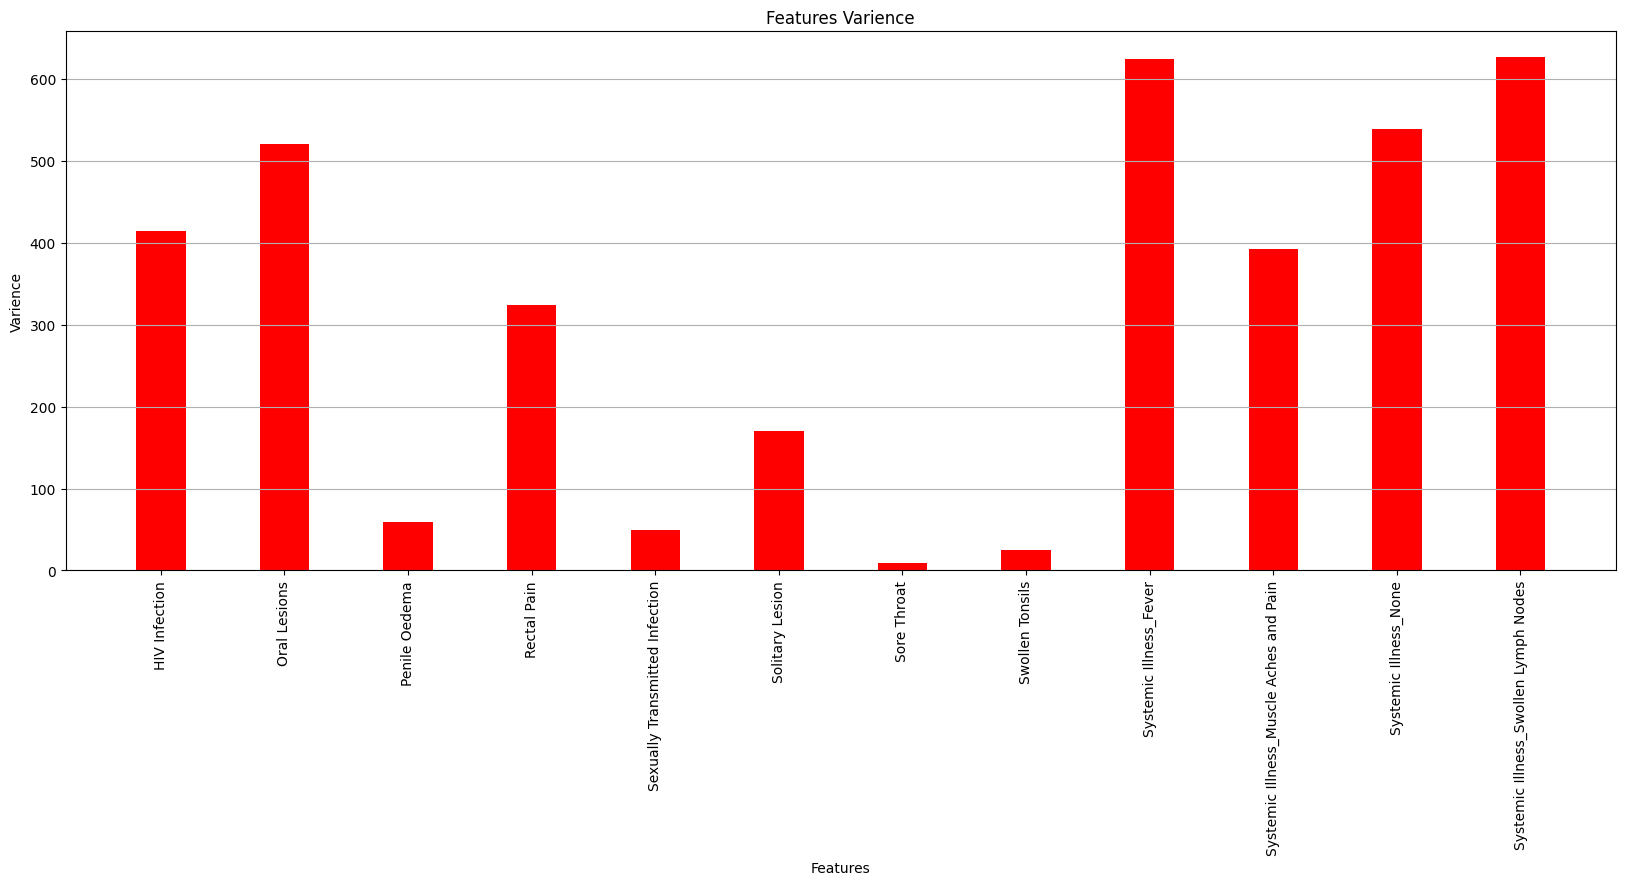 Features Varience
Varience
600
500
400
300
200
100
0
HIV Infection
Oral Lesions
Penile Oedema
Rectal Pain
Sexually Transmitted Infection
Solitary Lesion
Sore Throat
Swollen Tonsils
Systemic Illness_Fever
Systemic Illness_Muscle Aches and Pain
Systemic Illness_None
Systemic Illness_Swollen Lymph Nodes
Features